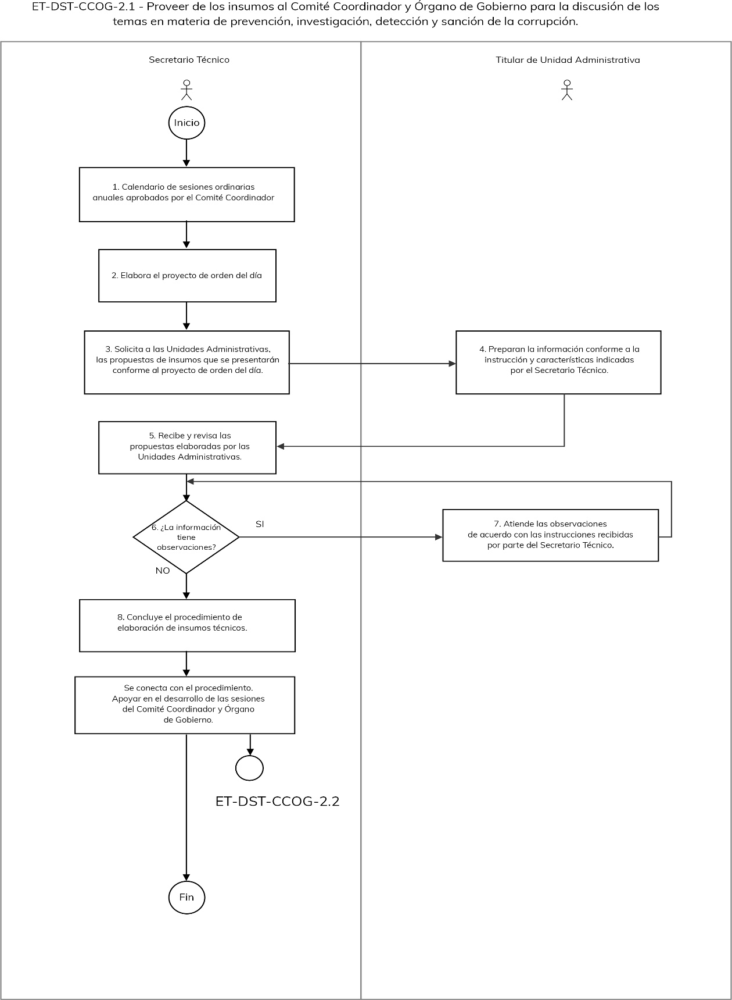 ET-DST-CCOG-2.1 - Proveer de los insumos al Comité Coordinador y Órgano de Gobierno para la discusión de los
temas en materia de prevención, investigación, detección y sanción de la corrupción.
Secretario Técnico
Titular de Unidad Administrativa
Inicio
1. Calendario de sesiones ordinarias
anuales aprobados por el Comité Coordinador
2. Elabora el proyecto de orden del día
3. Solicita a las Unidades Administrativas,
las propuestas de insumos que se presentarán
conforme al proyecto de orden del día.
4. Preparan la información conforme a la
instrucción y características indicadas
por el Secretario Técnico.
5. Recibe y revisa las
propuestas elaboradas por las
Unidades Administrativas.
6. ¿La información
tiene
observaciones?
SI
7. Atiende las observaciones
de acuerdo con las instrucciones recibidas
por parte del Secretario Técnico.
NO
8. Concluye el procedimiento de
elaboración de insumos técnicos.
Se conecta con el procedimiento.
Apoyar en el desarrollo de las sesiones
del Comité Coordinador y Órgano
de Gobierno.
ET-DST-CCOG-2.2
Fin